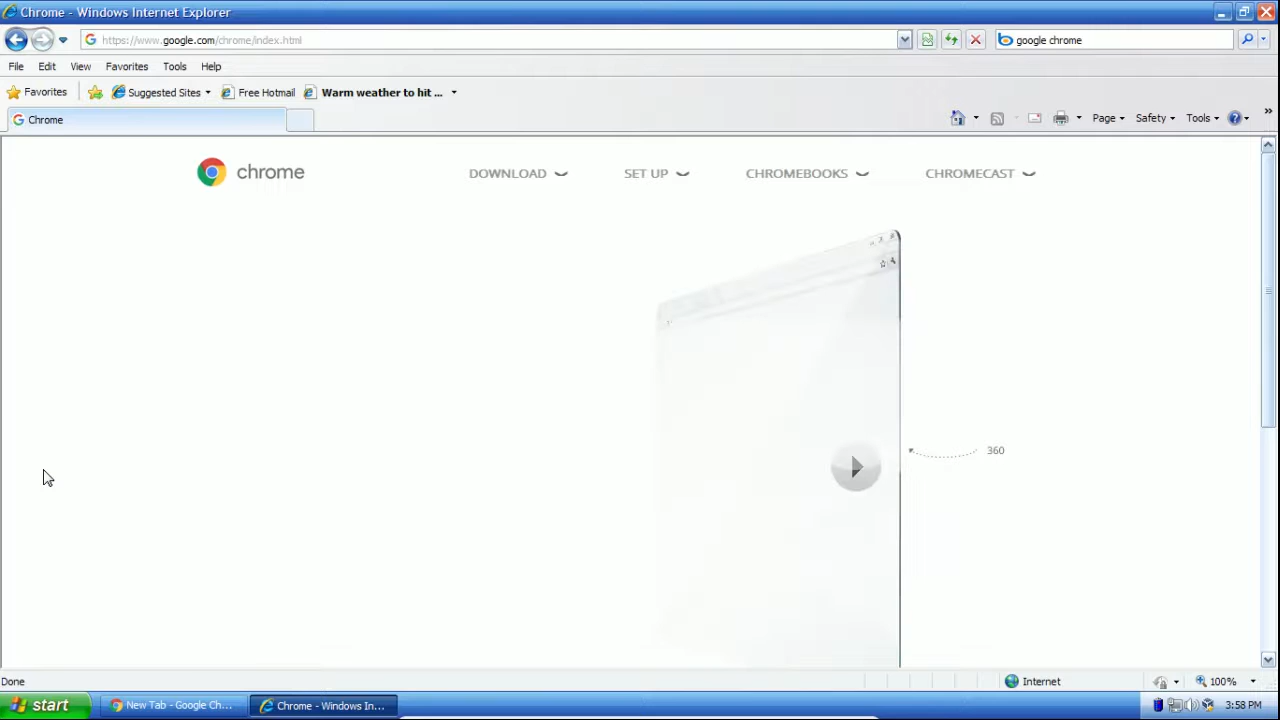 Chrome - Windows Internet Explorer
https://www.google.com/chrome/index.html
google chrome
File Edit View Favorites Tools Help
Favorites Suggested Sites Free Hotmail Warm weather to hit ...
Chrome Page Safety Tools
chrome DOWNLOAD SET UP CHROMEBOOKS CHROMECAST
360
Done Internet 100%
start New Tab - Google Ch... Chrome - Windows In... 3:58 PM